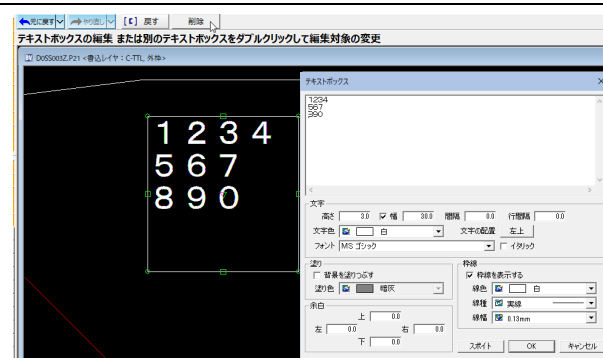 元に戻す やり直し [E] 戻す 削除
テキストボックスの編集 または別のテキストボックスをダブルクリックして編集対象の変更
D0SS003Z.P21 <書込レイヤ：C-TTL, 外枠>
1 2 3 4
5 6 7
8 9 0
テキストボックス
1234
567
890
文字
高さ 3.0 幅 30.0 間隔 0.0 行間隔 0.0
文字色 白 文字の配置 左上
フォント MS ゴシック イタリック
塗り
背景を塗りつぶす
塗り色 暗灰
余白
上 0.0
左 0.0 右 0.0
下 0.0
枠線
枠線を表示する
線色 白
線種 実線
線幅 0.13mm
スポイト OK キャンセル